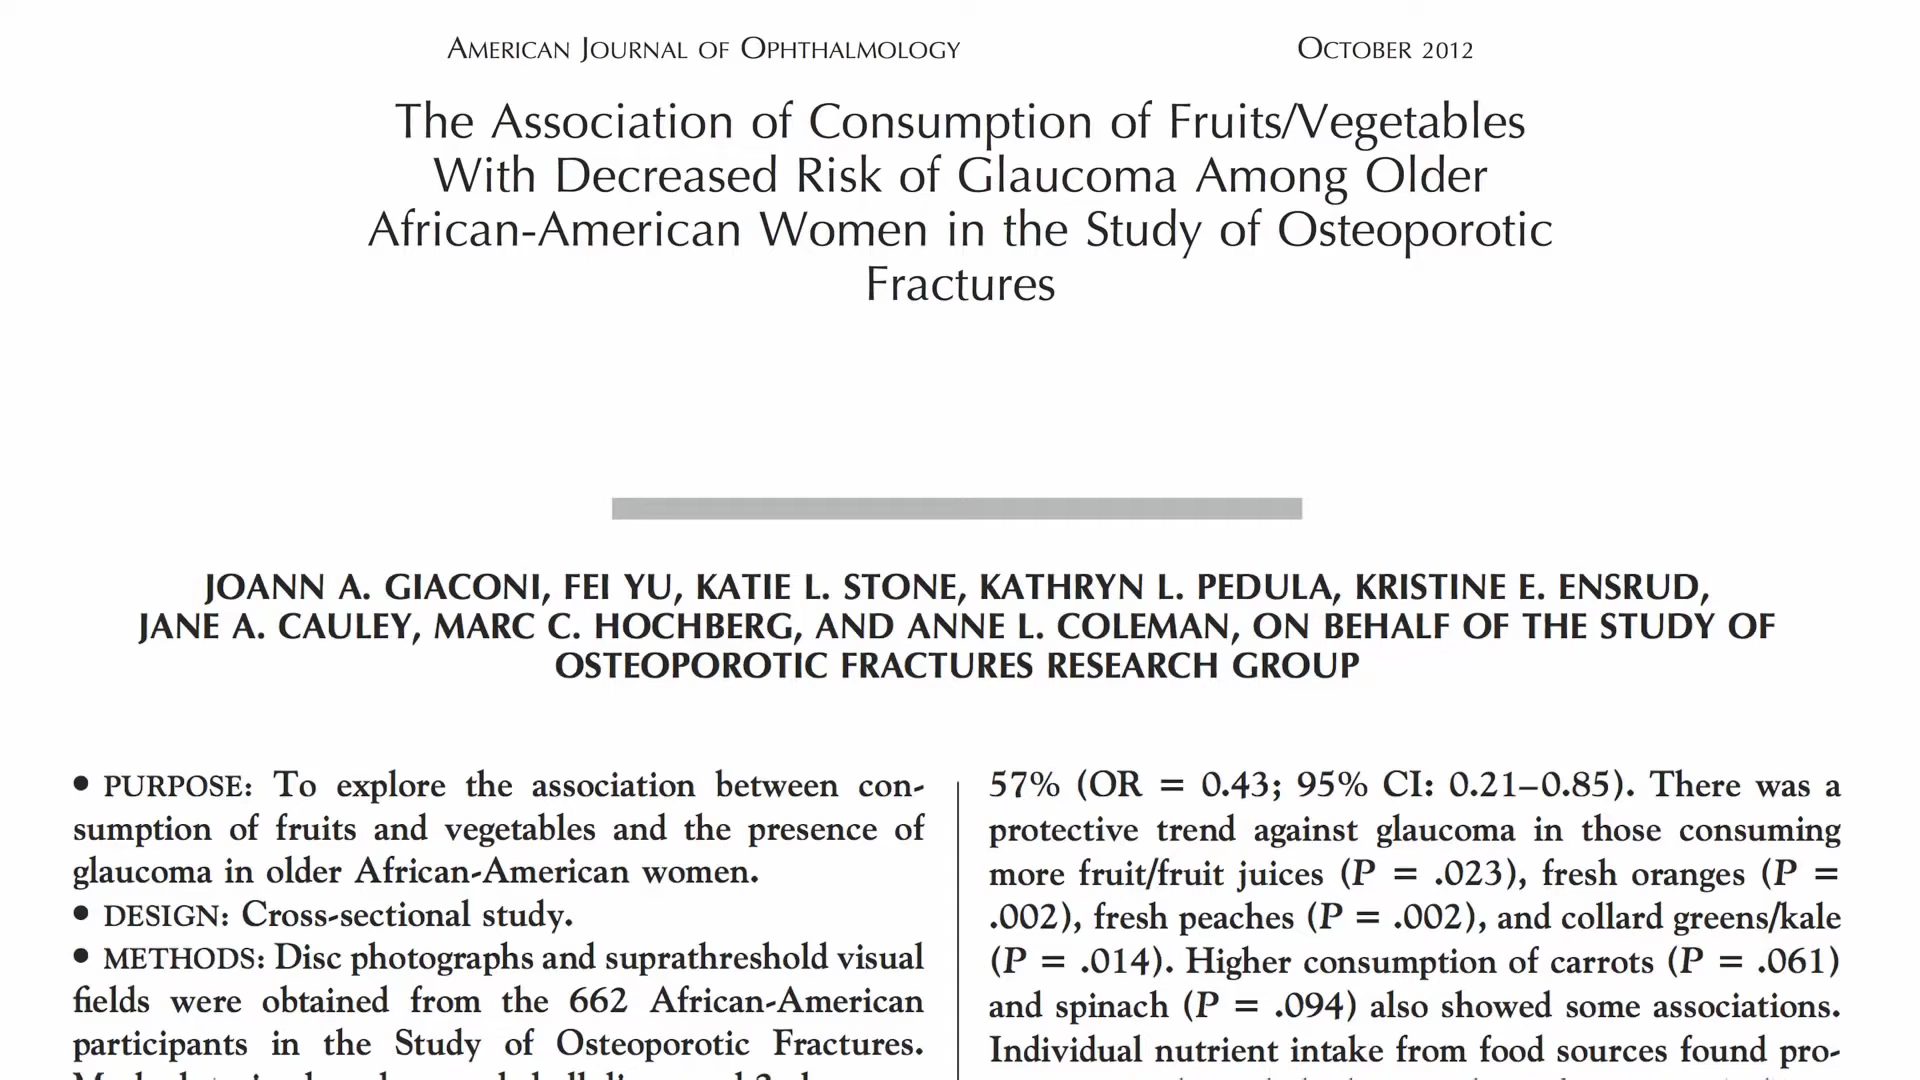 AMERICAN JOURNAL OF OPHTHALMOLOGY OCTOBER 2012
The Association of Consumption of Fruits/Vegetables
With Decreased Risk of Glaucoma Among Older
African-American Women in the Study of Osteoporotic
Fractures
JOANN A. GIACONI, FEI YU, KATIE L. STONE, KATHRYN L. PEDULA, KRISTINE E. ENSRUD,
JANE A. CAULEY, MARC C. HOCHBERG, AND ANNE L. COLEMAN, ON BEHALF OF THE STUDY OF
OSTEOPOROTIC FRACTURES RESEARCH GROUP
• PURPOSE: To explore the association between con-
sumption of fruits and vegetables and the presence of
glaucoma in older African-American women.
• DESIGN: Cross-sectional study.
• METHODS: Disc photographs and suprathreshold visual
fields were obtained from the 662 African-American
participants in the Study of Osteoporotic Fractures.
57% (OR = 0.43; 95% CI: 0.21–0.85). There was a
protective trend against glaucoma in those consuming
more fruit/fruit juices (P = .023), fresh oranges (P =
.002), fresh peaches (P = .002), and collard greens/kale
(P = .014). Higher consumption of carrots (P = .061)
and spinach (P = .094) also showed some associations.
Individual nutrient intake from food sources found pro-